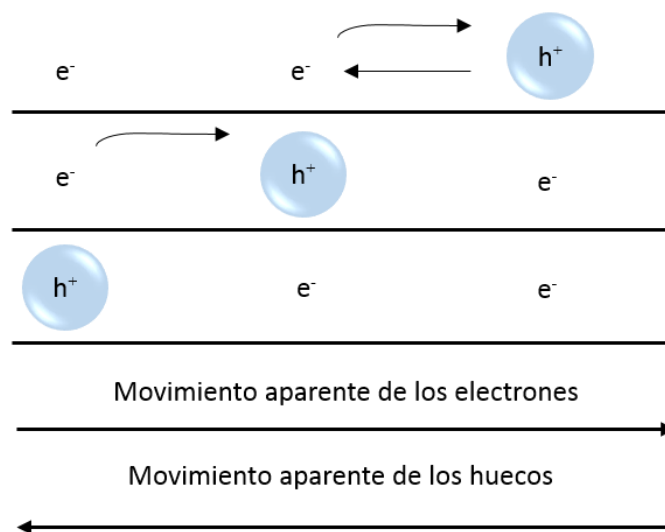 e⁻ e⁻ h⁺
e⁻ h⁺ e⁻
h⁺ e⁻ e⁻
Movimiento aparente de los electrones
Movimiento aparente de los huecos